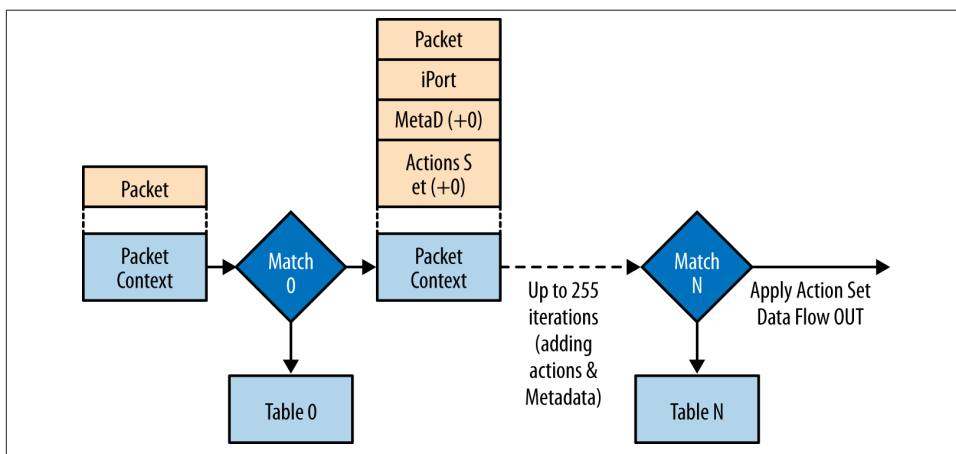 Packet
Packet
Context
Match
0
Table 0
Packet
iPort
MetaD (+0)
Actions S
et (+0)
Packet
Context
Up to 255
iterations
(adding
actions &
Metadata)
Match
N
Table N
Apply Action Set
Data Flow OUT